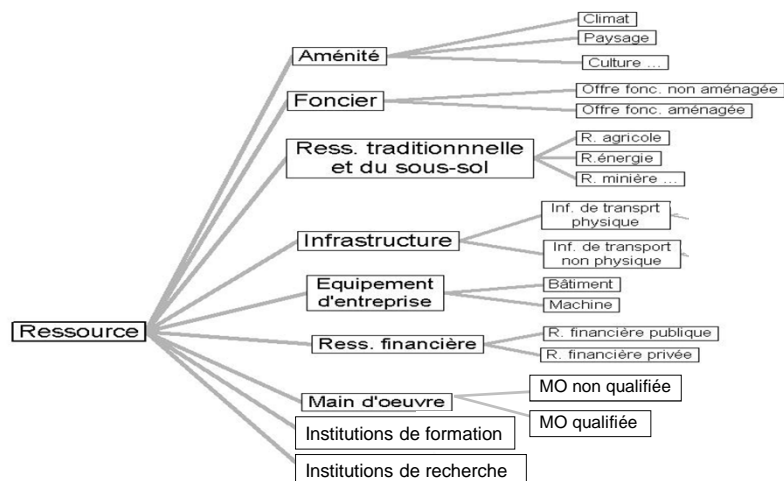 Climat
Paysage
Culture ...
Aménité
Offre fonc. non aménagée
Offre fonc. aménagée
Foncier
R. agricole
R.énergie
R. minière ...
Ress. traditionnnelle
et du sous-sol
Inf. de transprt
physique
Inf. de transport
non physique
Infrastructure
Bâtiment
Machine
Equipement
d'entreprise
Ressource
R. financière publique
R. financière privée
Ress. financière
MO non qualifiée
MO qualifiée
Main d'oeuvre
Institutions de formation
Institutions de recherche